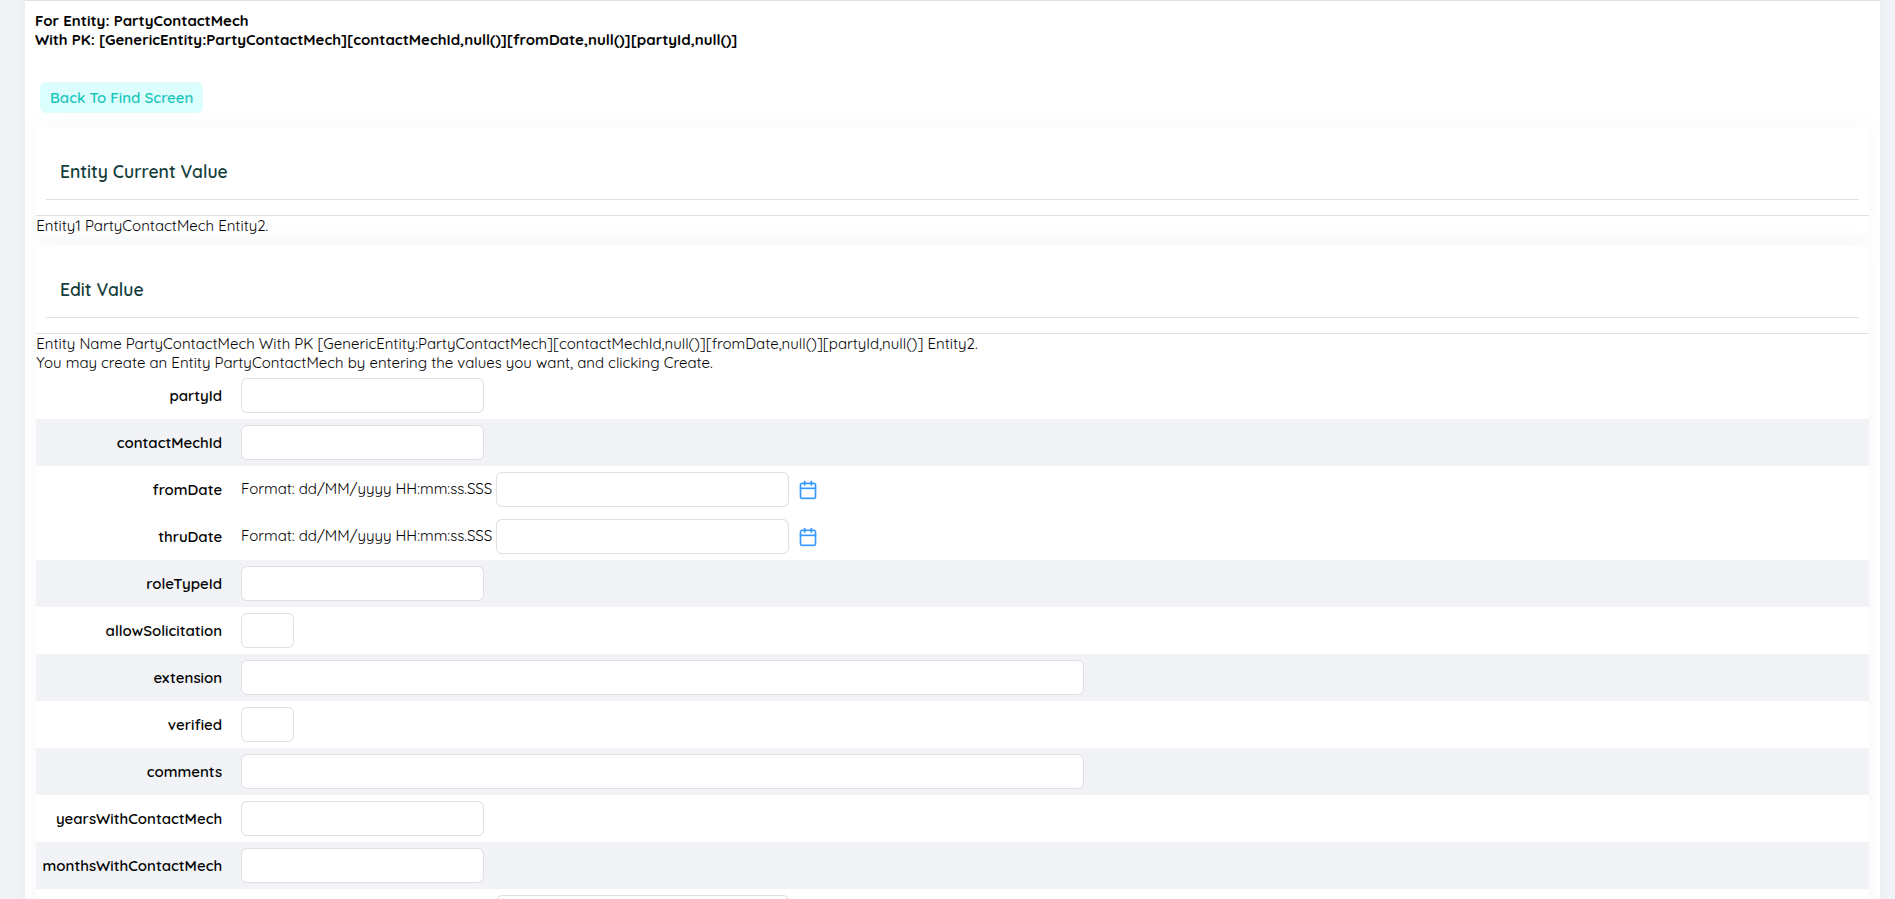 For Entity: PartyContactMech
With PK: [GenericEntity:PartyContactMech][contactMechId,null()][fromDate,null()][partyId,null()]
Back To Find Screen
Entity Current Value
Entity1 PartyContactMech Entity2.
Edit Value
Entity Name PartyContactMech With PK [GenericEntity:PartyContactMech][contactMechId,null()][fromDate,null()][partyId,null()] Entity2.
You may create an Entity PartyContactMech by entering the values you want, and clicking Create.
partyId
contactMechId
fromDate Format: dd/MM/yyyy HH:mm:ss.SSS
thruDate Format: dd/MM/yyyy HH:mm:ss.SSS
roleTypeId
allowSolicitation
extension
verified
comments
yearsWithContactMech
monthsWithContactMech